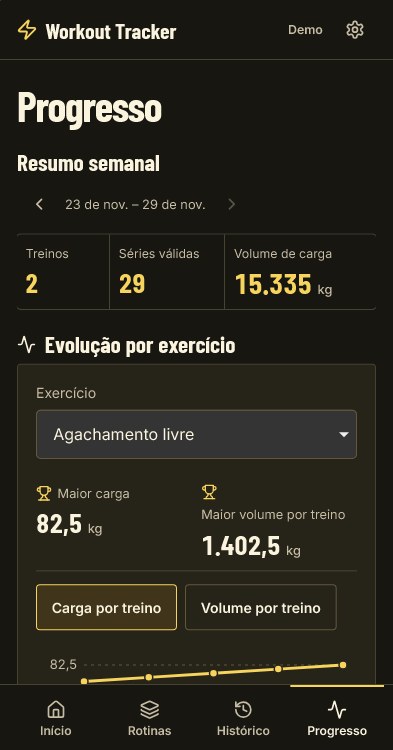 Workout Tracker
Demo
Progresso
Resumo semanal
23 de nov. – 29 de nov.
Treinos
2
Séries válidas
29
Volume de carga
15.335 kg
Evolução por exercício
Exercício
Agachamento livre
Maior carga
82,5 kg
Maior volume por treino
1.402,5 kg
Carga por treino
Volume por treino
82,5
Início
Rotinas
Histórico
Progresso